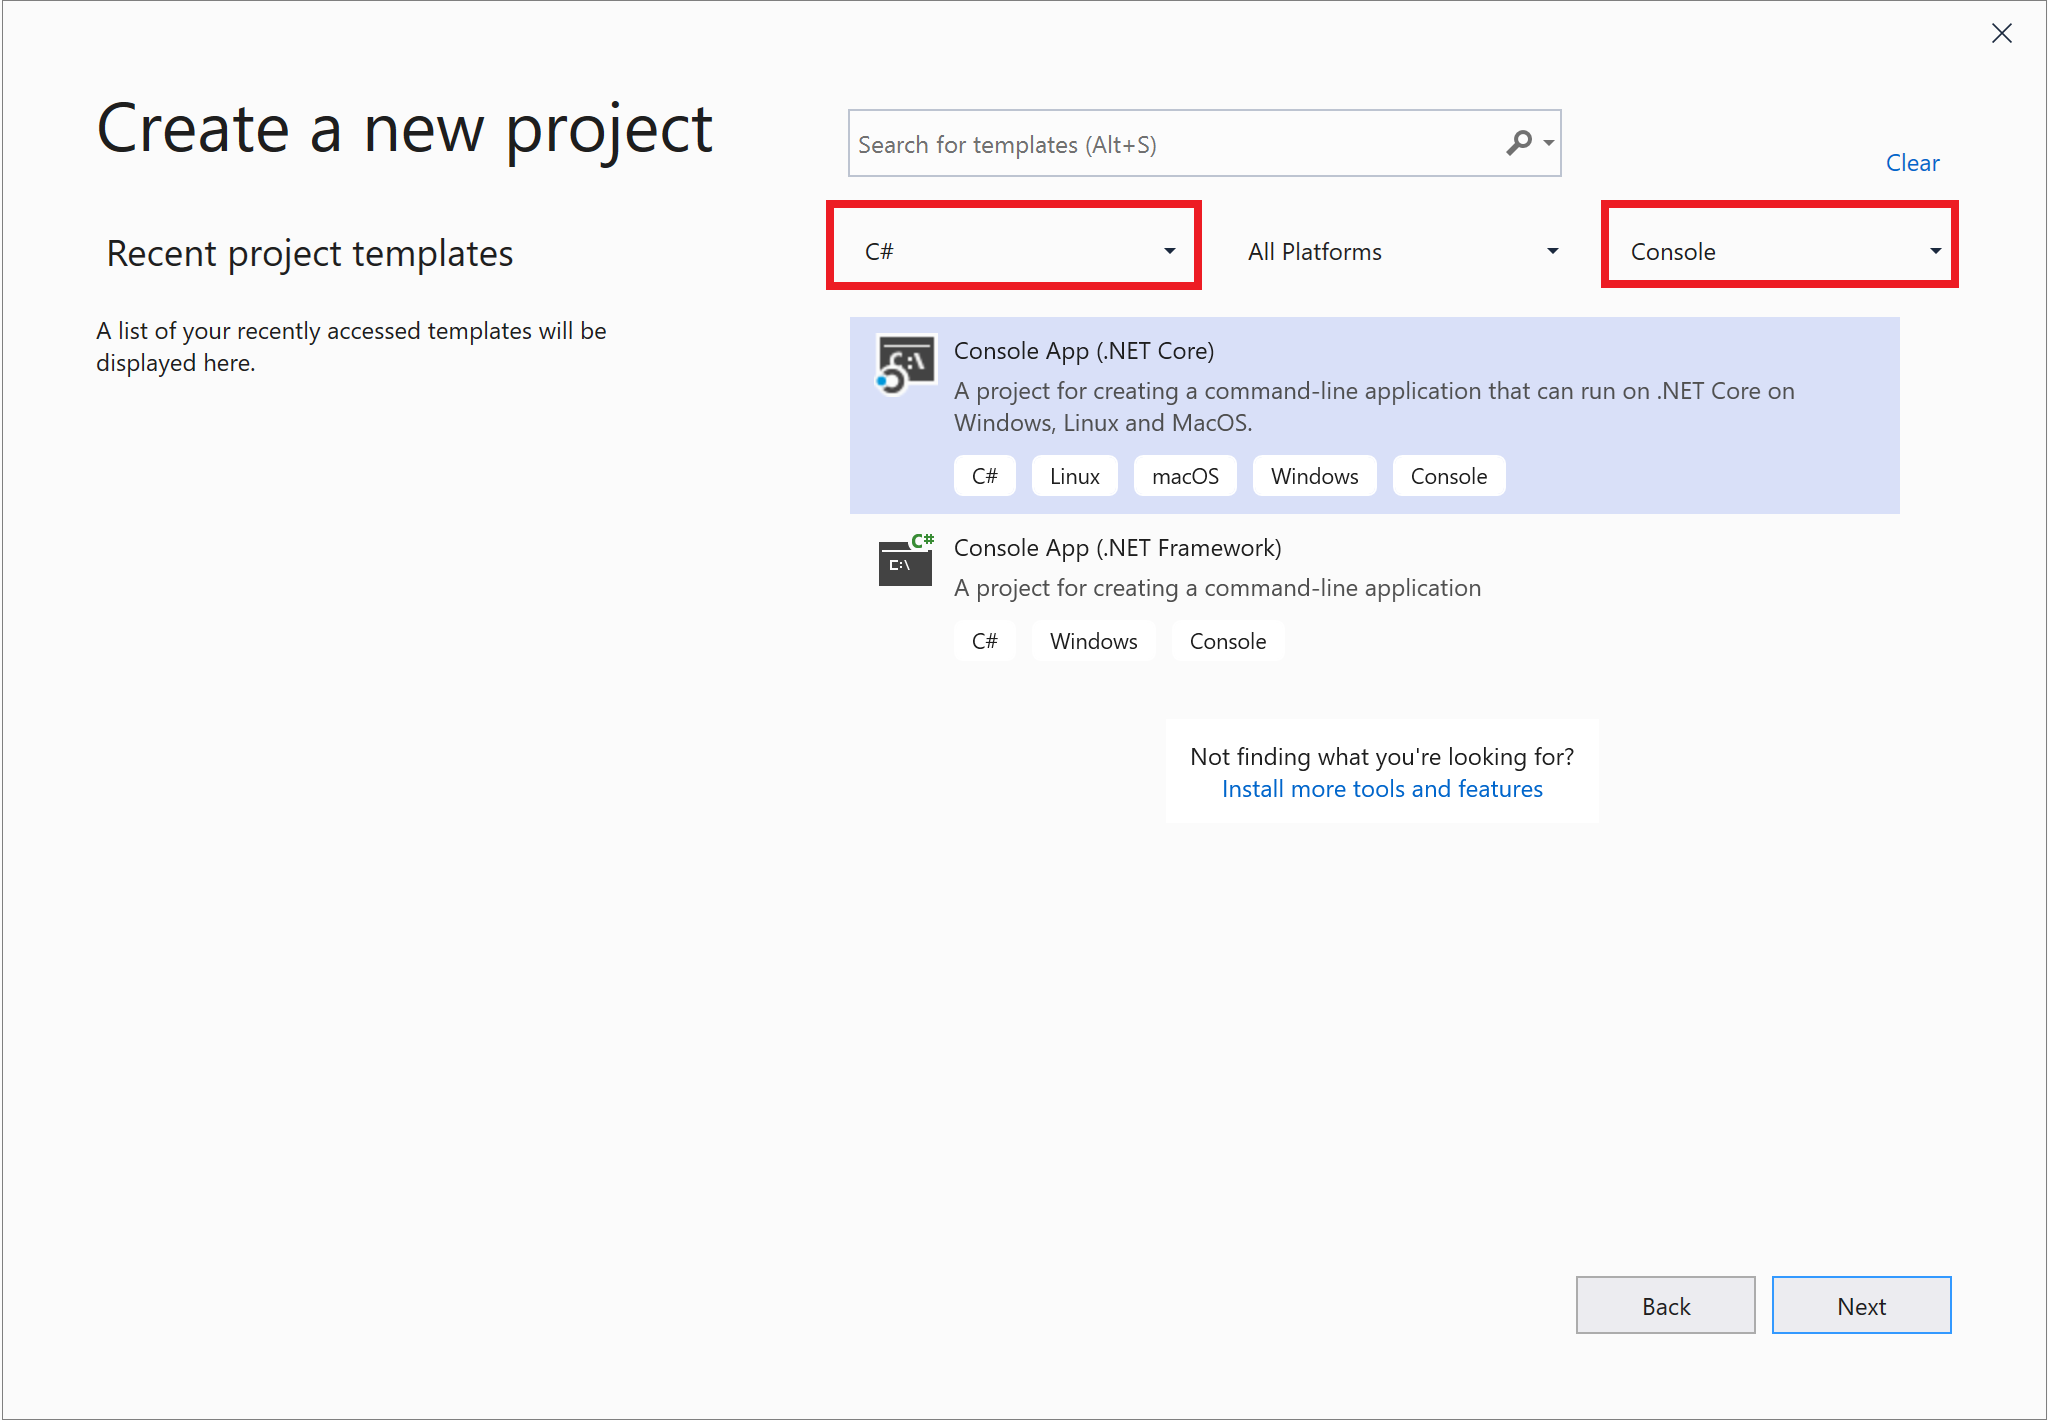 Create a new project
Search for templates (Alt+S)
Clear
Recent project templates
C#
All Platforms
Console
A list of your recently accessed templates will be
displayed here.
C:\
Console App (.NET Core)
A project for creating a command-line application that can run on .NET Core on
Windows, Linux and MacOS.
C# Linux macOS Windows Console
C#
C:\
Console App (.NET Framework)
A project for creating a command-line application
C# Windows Console
Not finding what you're looking for?
Install more tools and features
Back
Next